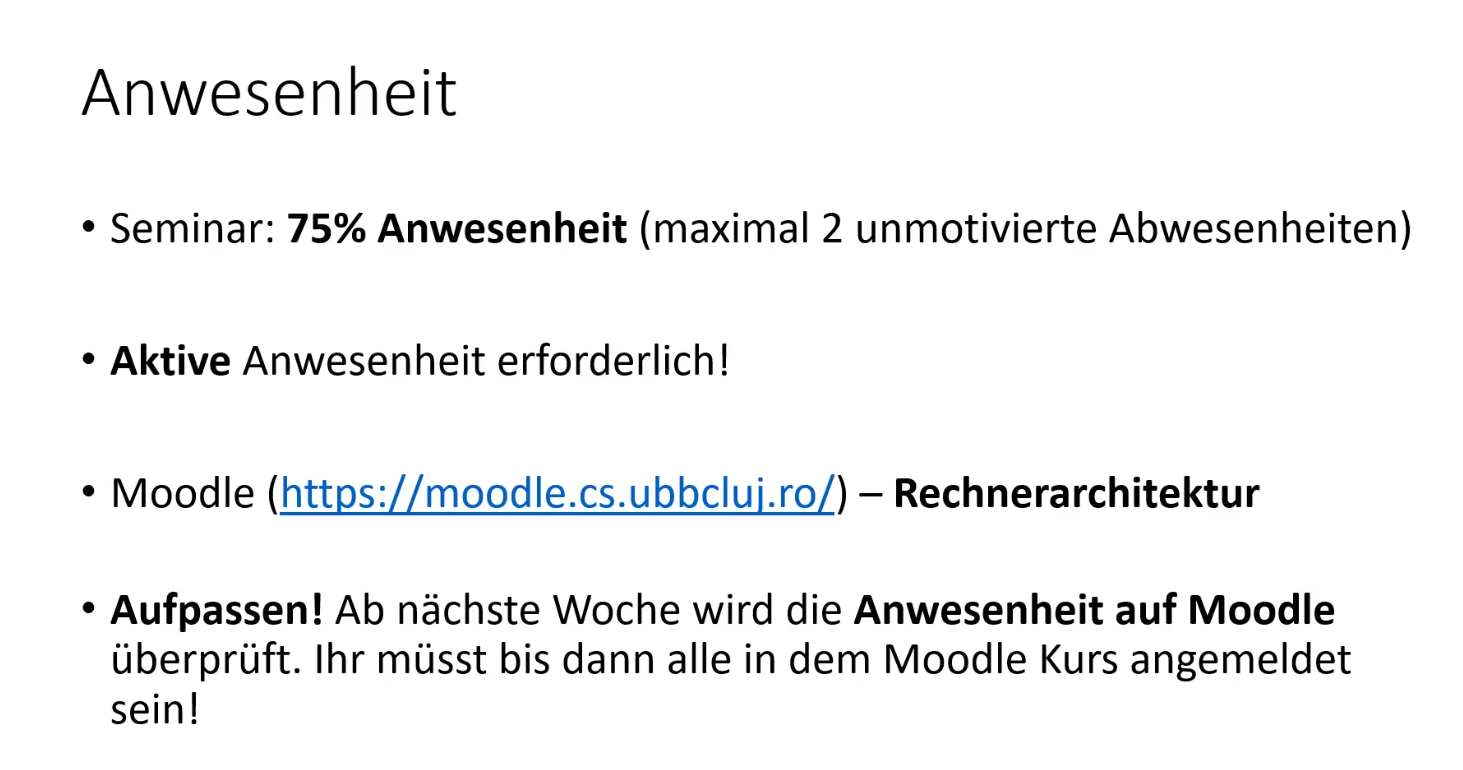 Anwesenheit
• Seminar: 75% Anwesenheit (maximal 2 unmotivierte Abwesenheiten)
• Aktive Anwesenheit erforderlich!
• Moodle (https://moodle.cs.ubbcluj.ro/) – Rechnerarchitektur
• Aufpassen! Ab nächste Woche wird die Anwesenheit auf Moodle
überprüft. Ihr müsst bis dann alle in dem Moodle Kurs angemeldet
sein!